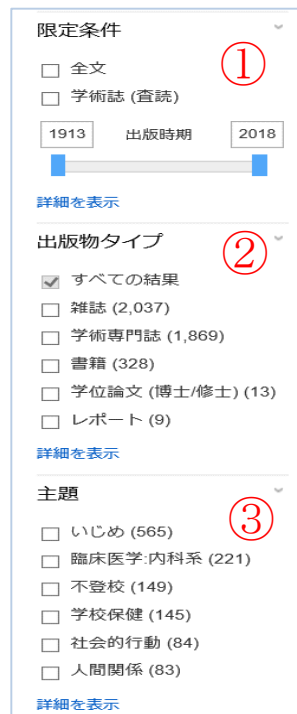 限定条件
①
全文
学術誌 (査読)
1913 出版時期 2018
詳細を表示
出版物タイプ
②
すべての結果
雑誌 (2,037)
学術専門誌 (1,869)
書籍 (328)
学位論文 (博士/修士) (13)
レポート (9)
詳細を表示
主題
③
いじめ (565)
臨床医学:内科系 (221)
不登校 (149)
学校保健 (145)
社会的行動 (84)
人間関係 (83)
詳細を表示